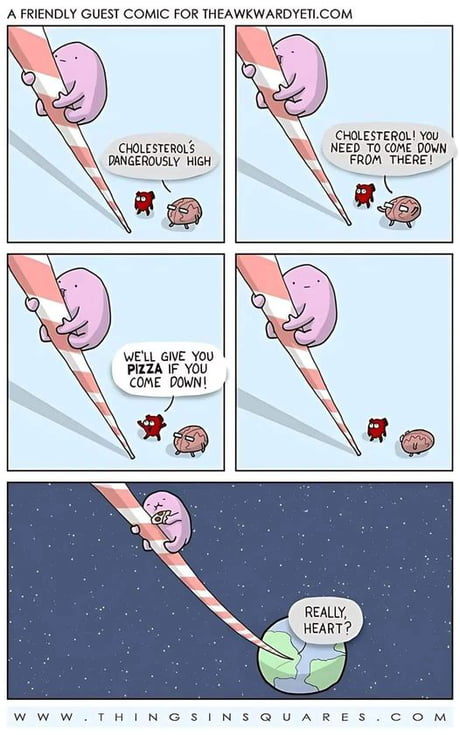 A FRIENDLY GUEST COMIC FOR THEAWKWARDYETI.COM
CHOLESTEROL'S
DANGEROUSLY HIGH
CHOLESTEROL! YOU
NEED TO COME DOWN
FROM THERE!
WE'LL GIVE YOU
PIZZA IF YOU
COME DOWN!
REALLY,
HEART?
WWW.THINGSINSQUARES.COM